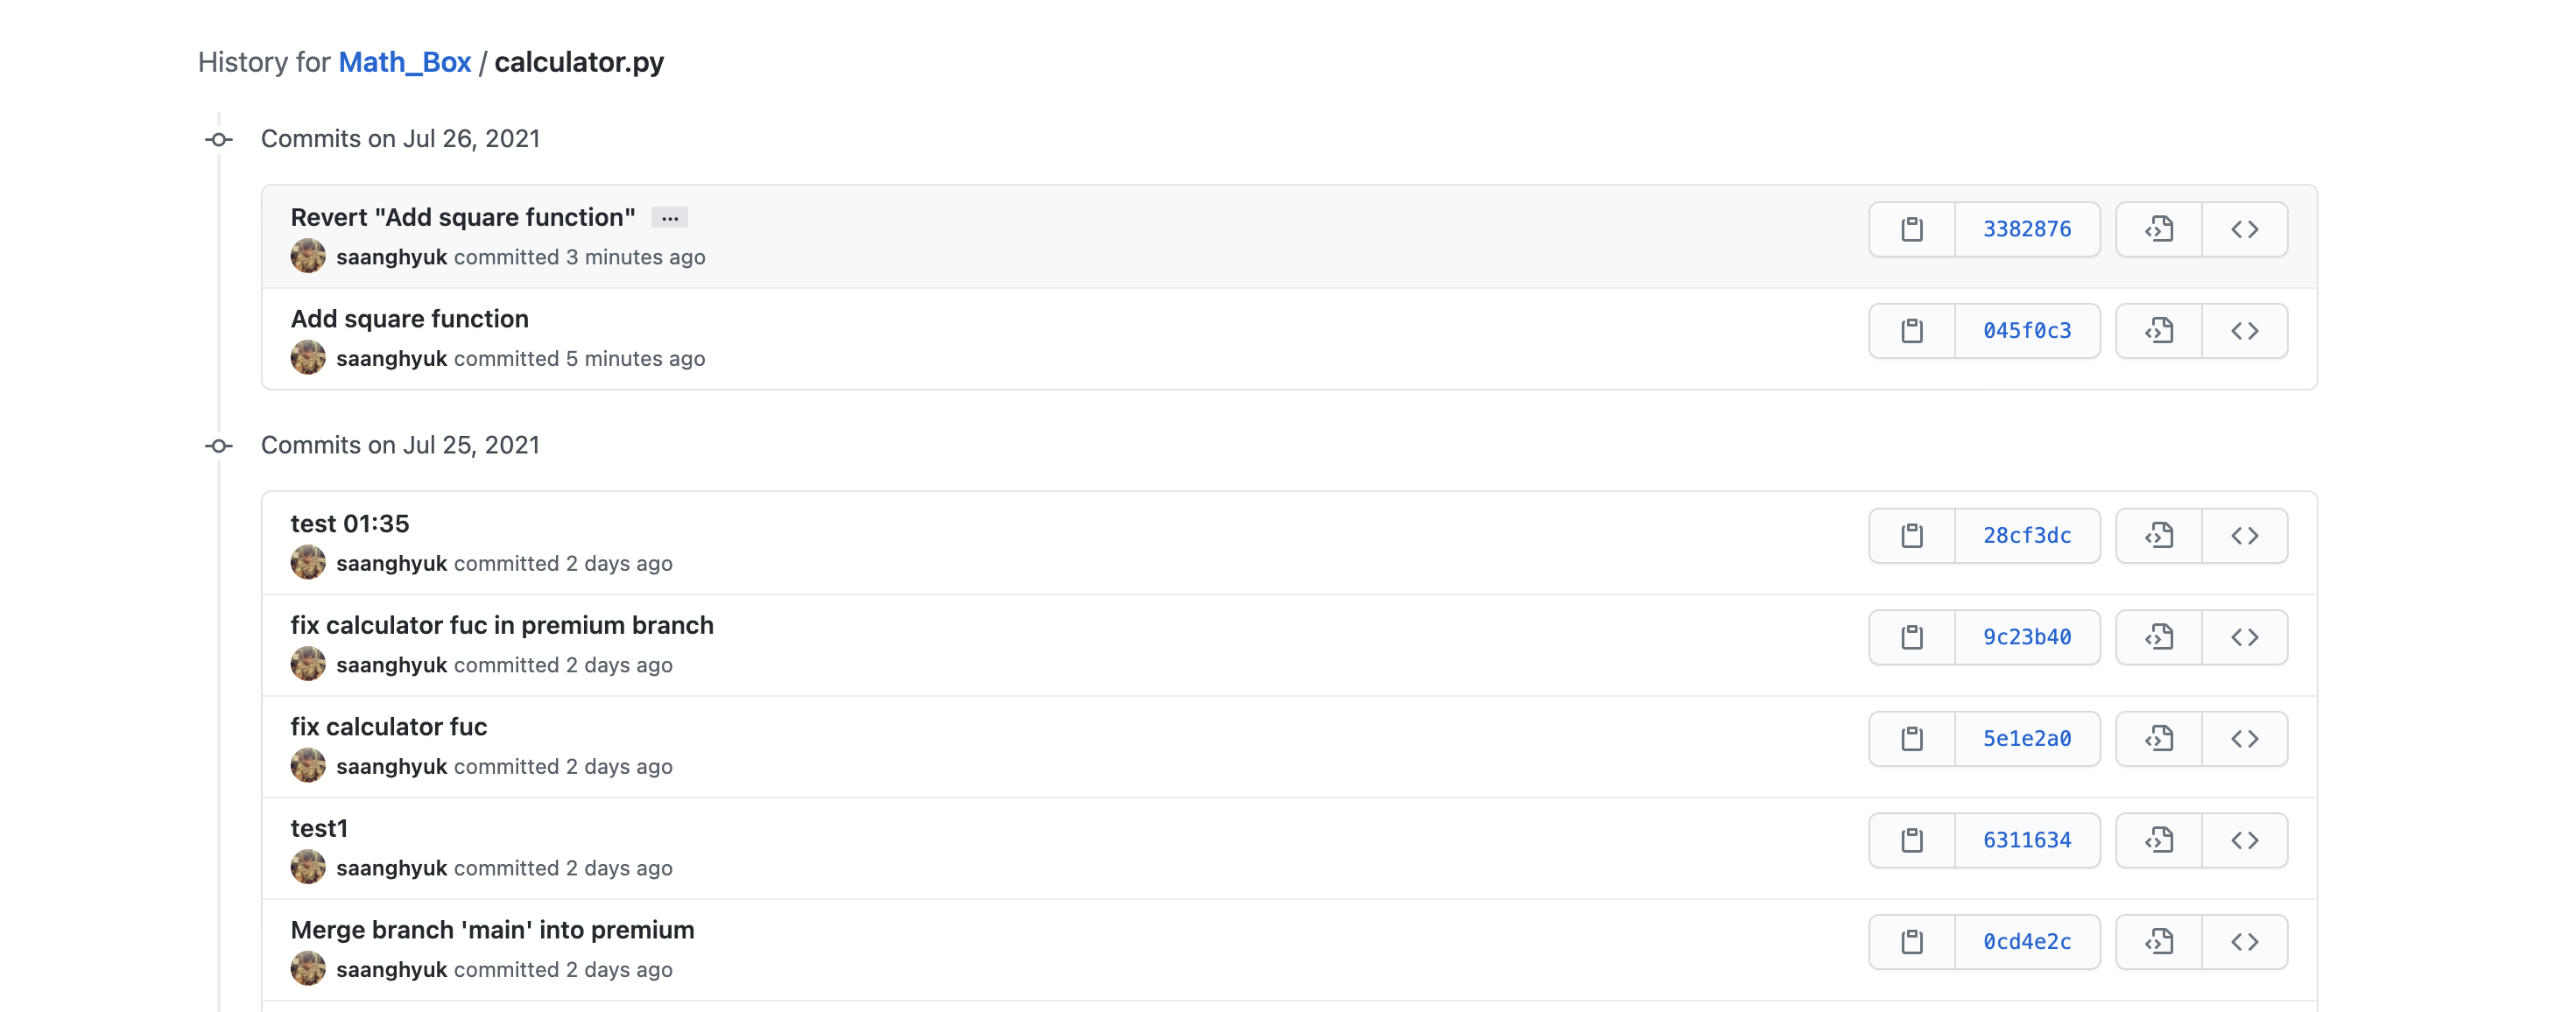 History for Math_Box / calculator.py
Commits on Jul 26, 2021
Revert "Add square function" ...
saanghyuk committed 3 minutes ago
3382876
Add square function
saanghyuk committed 5 minutes ago
045f0c3
Commits on Jul 25, 2021
test 01:35
saanghyuk committed 2 days ago
28cf3dc
fix calculator fuc in premium branch
saanghyuk committed 2 days ago
9c23b40
fix calculator fuc
saanghyuk committed 2 days ago
5e1e2a0
test1
saanghyuk committed 2 days ago
6311634
Merge branch 'main' into premium
saanghyuk committed 2 days ago
0cd4e2c